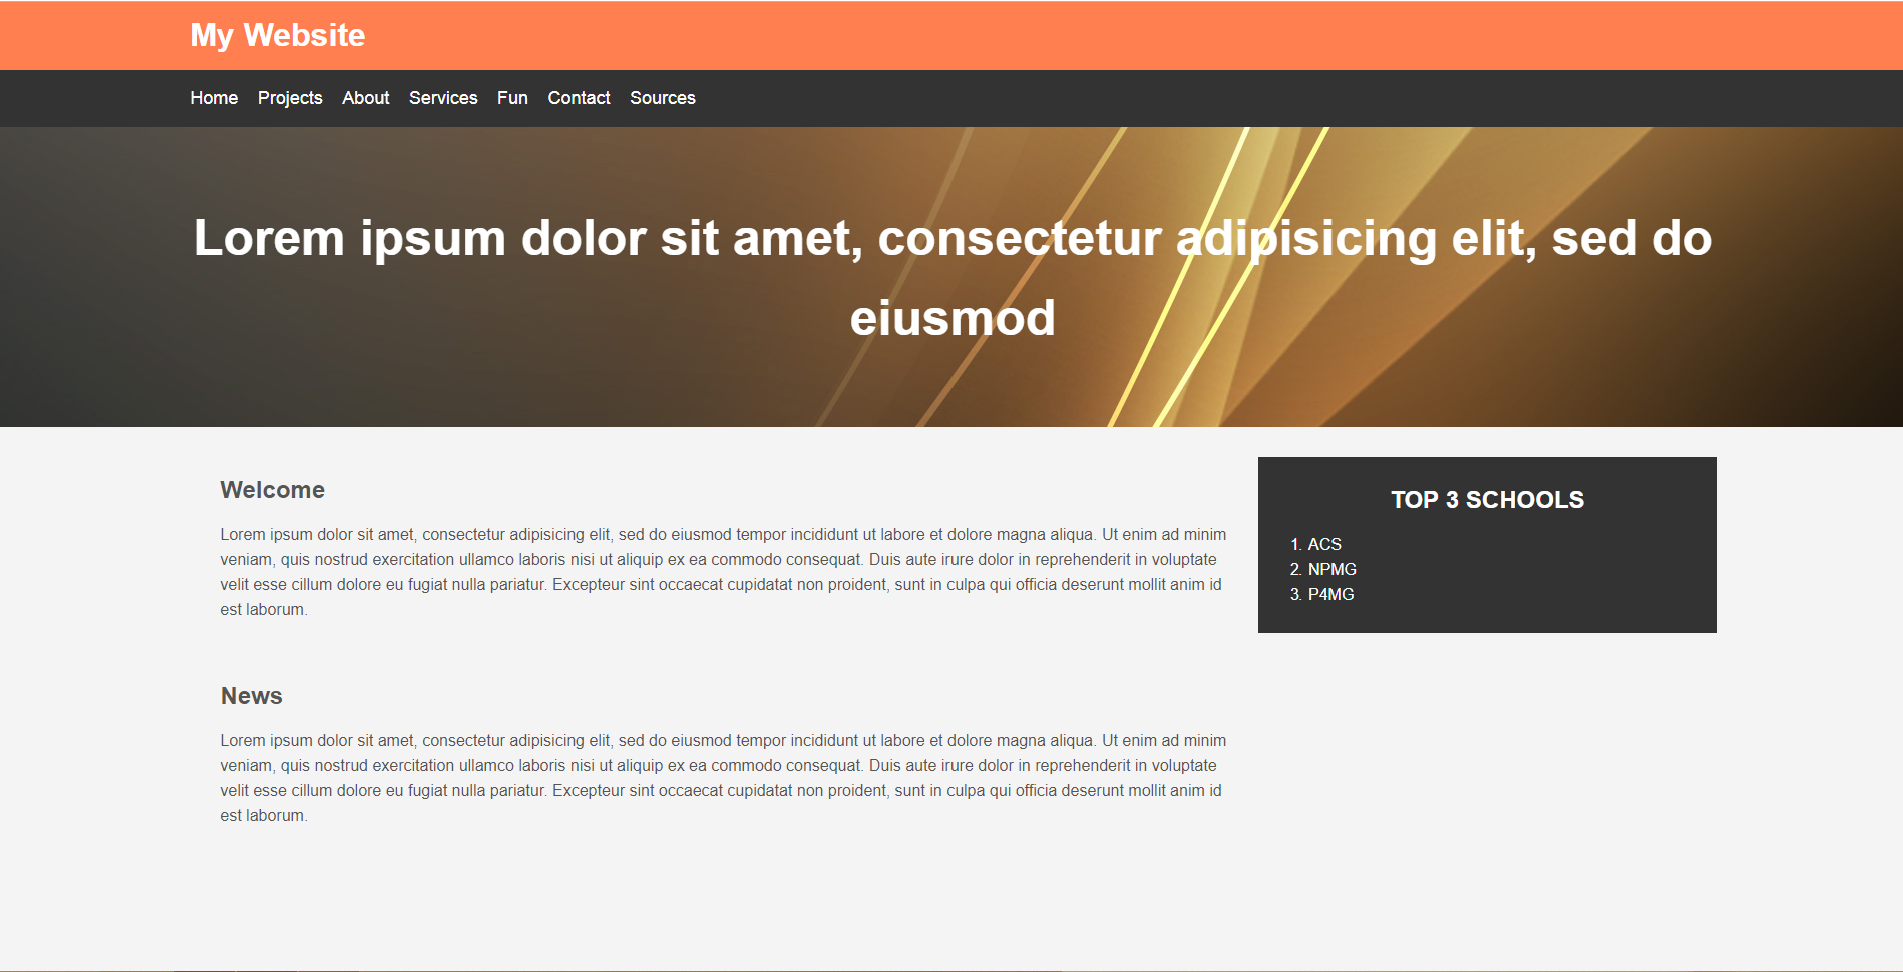 My Website
Home Projects About Services Fun Contact Sources
Lorem ipsum dolor sit amet, consectetur adipisicing elit, sed do
eiusmod
Welcome
Lorem ipsum dolor sit amet, consectetur adipisicing elit, sed do eiusmod tempor incididunt ut labore et dolore magna aliqua. Ut enim ad minim
veniam, quis nostrud exercitation ullamco laboris nisi ut aliquip ex ea commodo consequat. Duis aute irure dolor in reprehenderit in voluptate
velit esse cillum dolore eu fugiat nulla pariatur. Excepteur sint occaecat cupidatat non proident, sunt in culpa qui officia deserunt mollit anim id
est laborum.
News
Lorem ipsum dolor sit amet, consectetur adipisicing elit, sed do eiusmod tempor incididunt ut labore et dolore magna aliqua. Ut enim ad minim
veniam, quis nostrud exercitation ullamco laboris nisi ut aliquip ex ea commodo consequat. Duis aute irure dolor in reprehenderit in voluptate
velit esse cillum dolore eu fugiat nulla pariatur. Excepteur sint occaecat cupidatat non proident, sunt in culpa qui officia deserunt mollit anim id
est laborum.
TOP 3 SCHOOLS
1. ACS
2. NPMG
3. P4MG